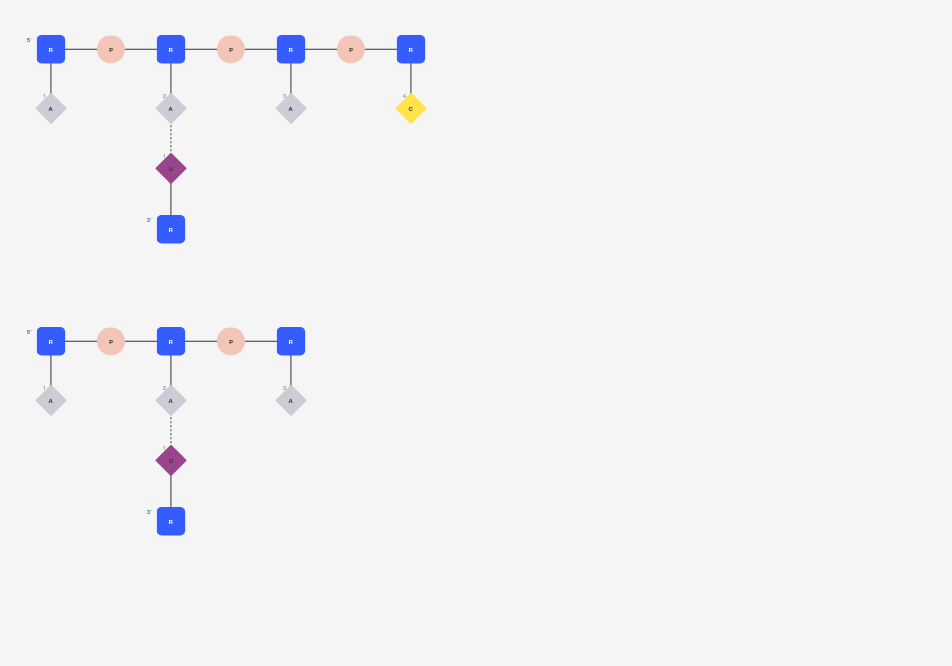 5'
R P R P R P R
1 2 3 4
A A A C
1
U
3'
R
5'
R P R P R
1 2 3
A A A
1
U
3'
R